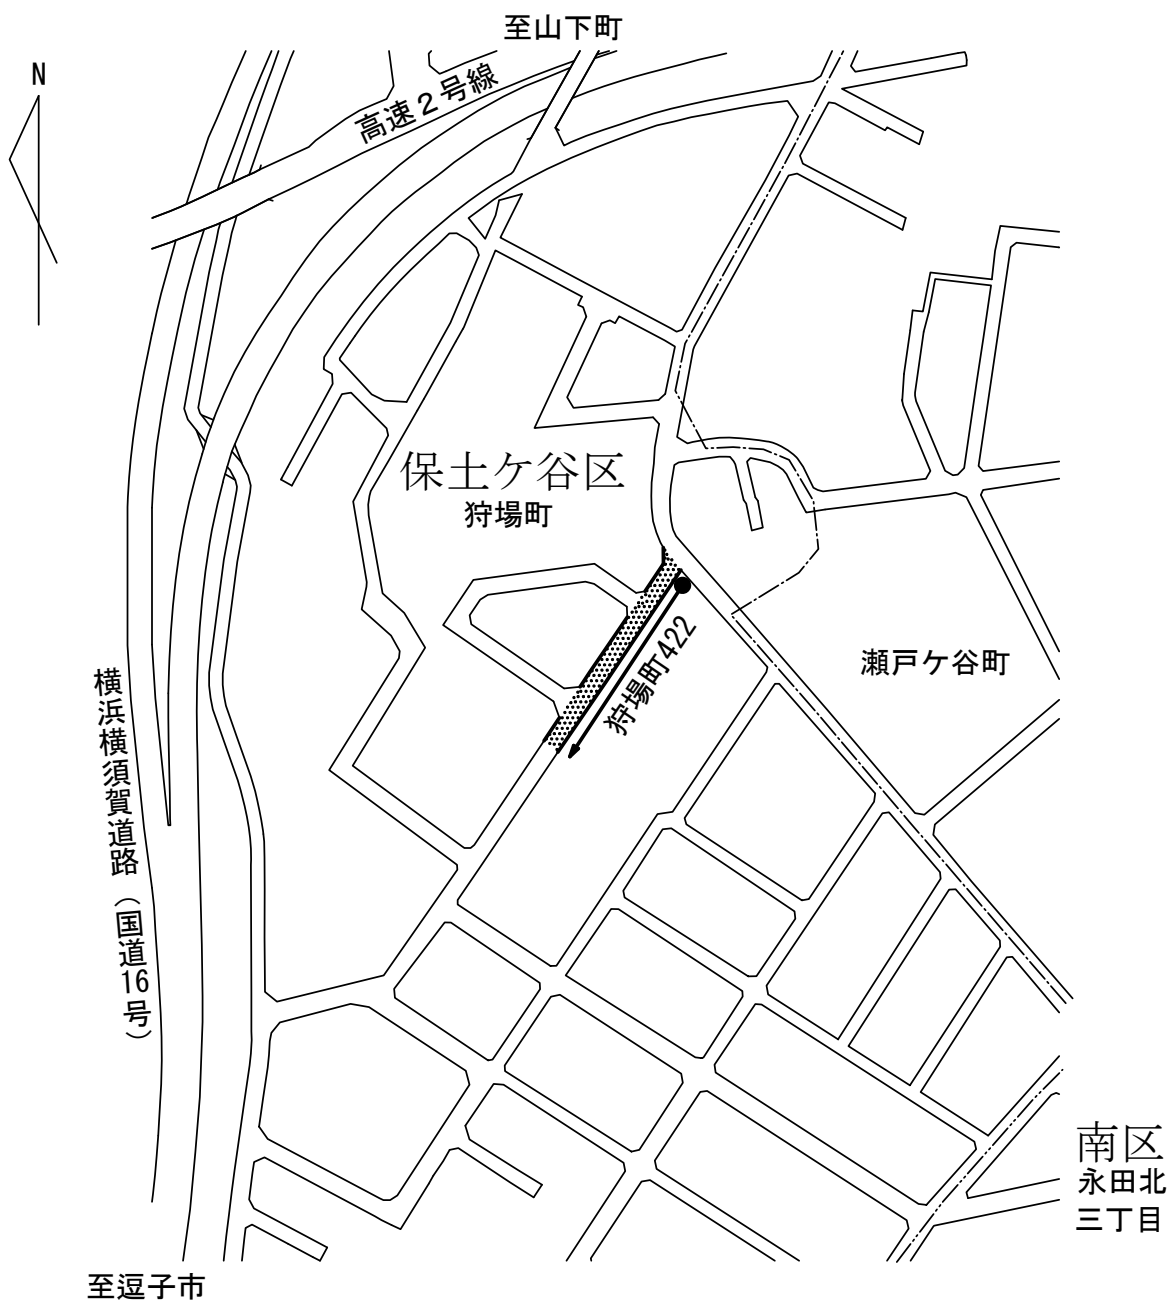 至山下町
N
高速２号線
保土ケ谷区
狩場町
狩場町422
瀬戸ケ谷町
横浜横須賀道路（国道16号）
南区
永田北
三丁目
至逗子市